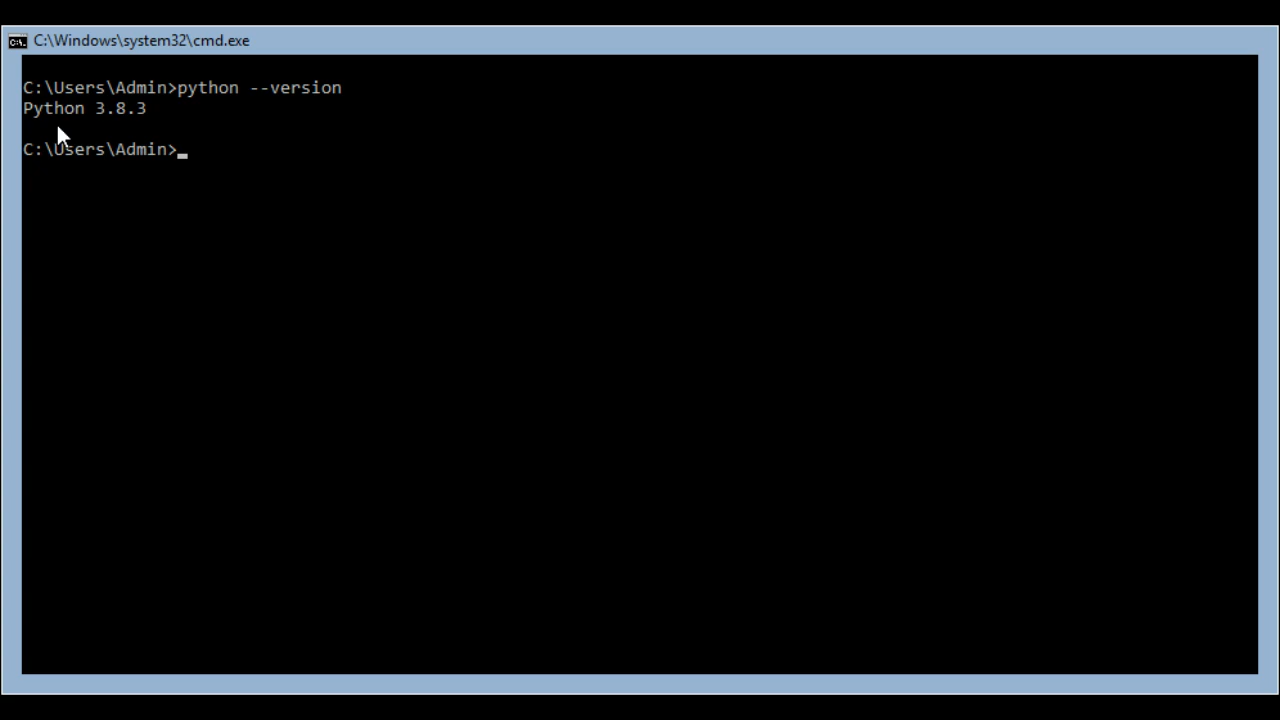 C:\Windows\system32\cmd.exe
C:\Users\Admin>python --version
Python 3.8.3
C:\Users\Admin>